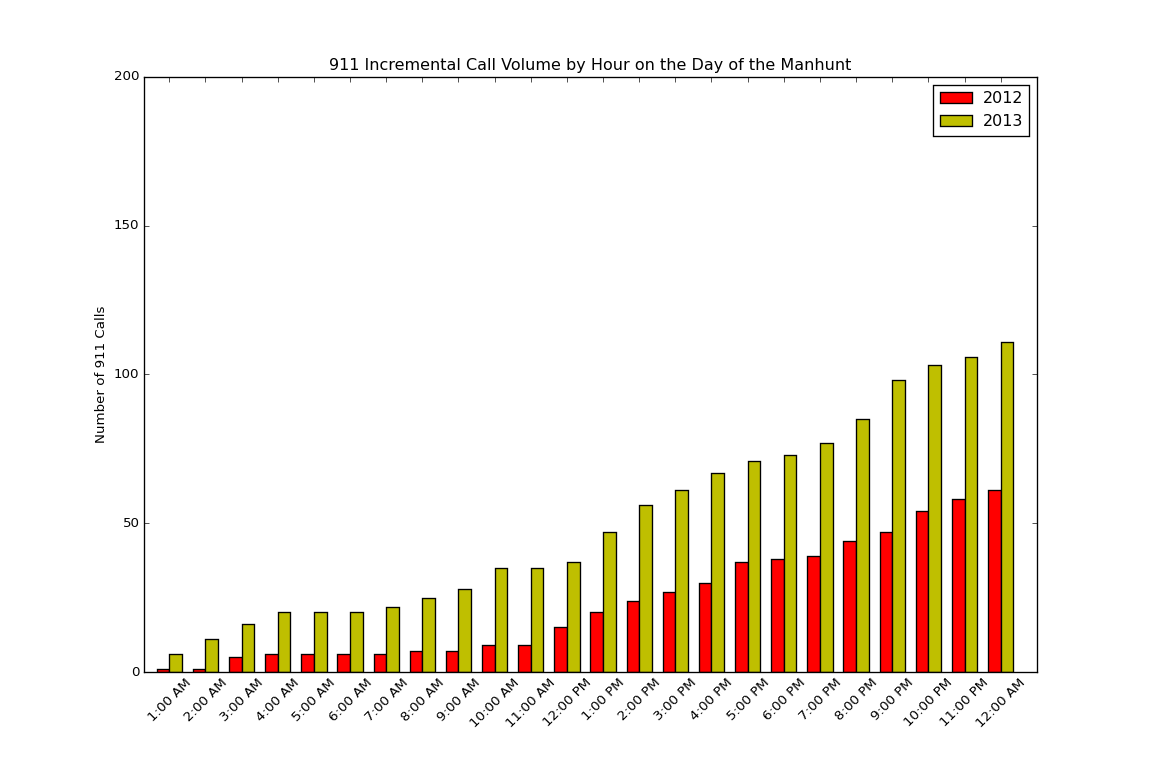 911 Incremental Call Volume by Hour on the Day of the Manhunt
200
150
100
50
0
Number of 911 Calls
2012
2013
1:00 AM
2:00 AM
3:00 AM
4:00 AM
5:00 AM
6:00 AM
7:00 AM
8:00 AM
9:00 AM
10:00 AM
11:00 AM
12:00 PM
1:00 PM
2:00 PM
3:00 PM
4:00 PM
5:00 PM
6:00 PM
7:00 PM
8:00 PM
9:00 PM
10:00 PM
11:00 PM
12:00 AM